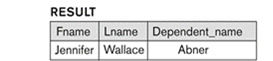 RESULT
Fname Lname Dependent_name
Jennifer Wallace Abner